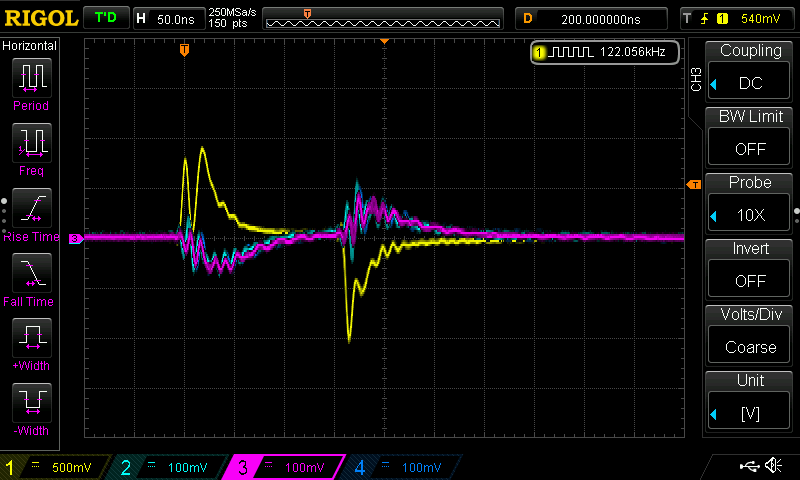 RIGOL T'D H 50.0ns 250MSa/s 150 pts T D 200.000000ns T 1 540mV
Horizontal
1 122.056kHz
T
CH3
Coupling
DC
Period
BW Limit
OFF
Freq
Probe
10X
T
Rise Time
3
Invert
OFF
Fall Time
Volts/Div
Coarse
+Width
Unit
[V]
-Width
1 500mV 2 100mV 3 100mV 4 100mV